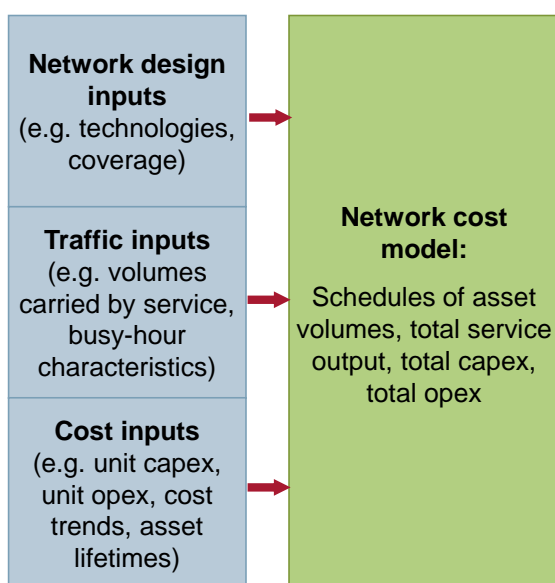 Network design
inputs
(e.g. technologies,
coverage)
Traffic inputs
(e.g. volumes
carried by service,
busy-hour
characteristics)
Cost inputs
(e.g. unit capex,
unit opex, cost
trends, asset
lifetimes)
Network cost
model:
Schedules of asset
volumes, total service
output, total capex,
total opex